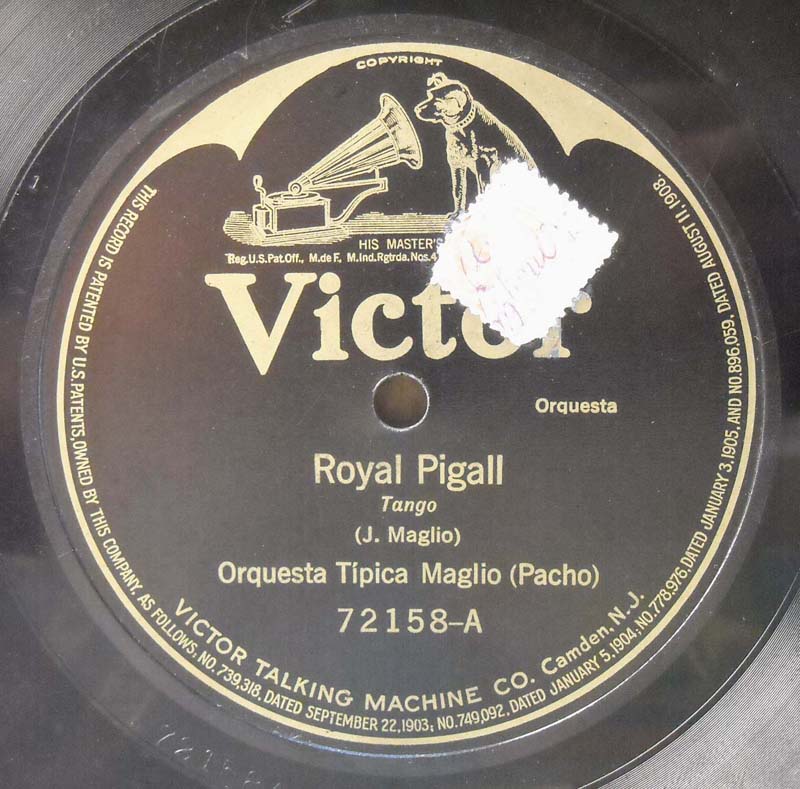 COPYRIGHT
HIS MASTER'S
Reg.U.S.Pat.Off., M.de F., M.Ind.Rgtrda.Nos.4
Victor
Orquesta
Royal Pigall
Tango
(J. Maglio)
Orquesta Típica Maglio (Pacho)
72158-A
VICTOR TALKING MACHINE CO. Camden, N.J.
THIS RECORD IS PATENTED BY U.S. PATENTS, OWNED BY THIS COMPANY, AS FOLLOWS; NO.739,318, DATED SEPTEMBER 22,1903; NO.749,092, DATED JANUARY 5,1904; NO.778,976, DATED JANUARY 3,1905, AND NO.896,059, DATED AUGUST 11, 1908.